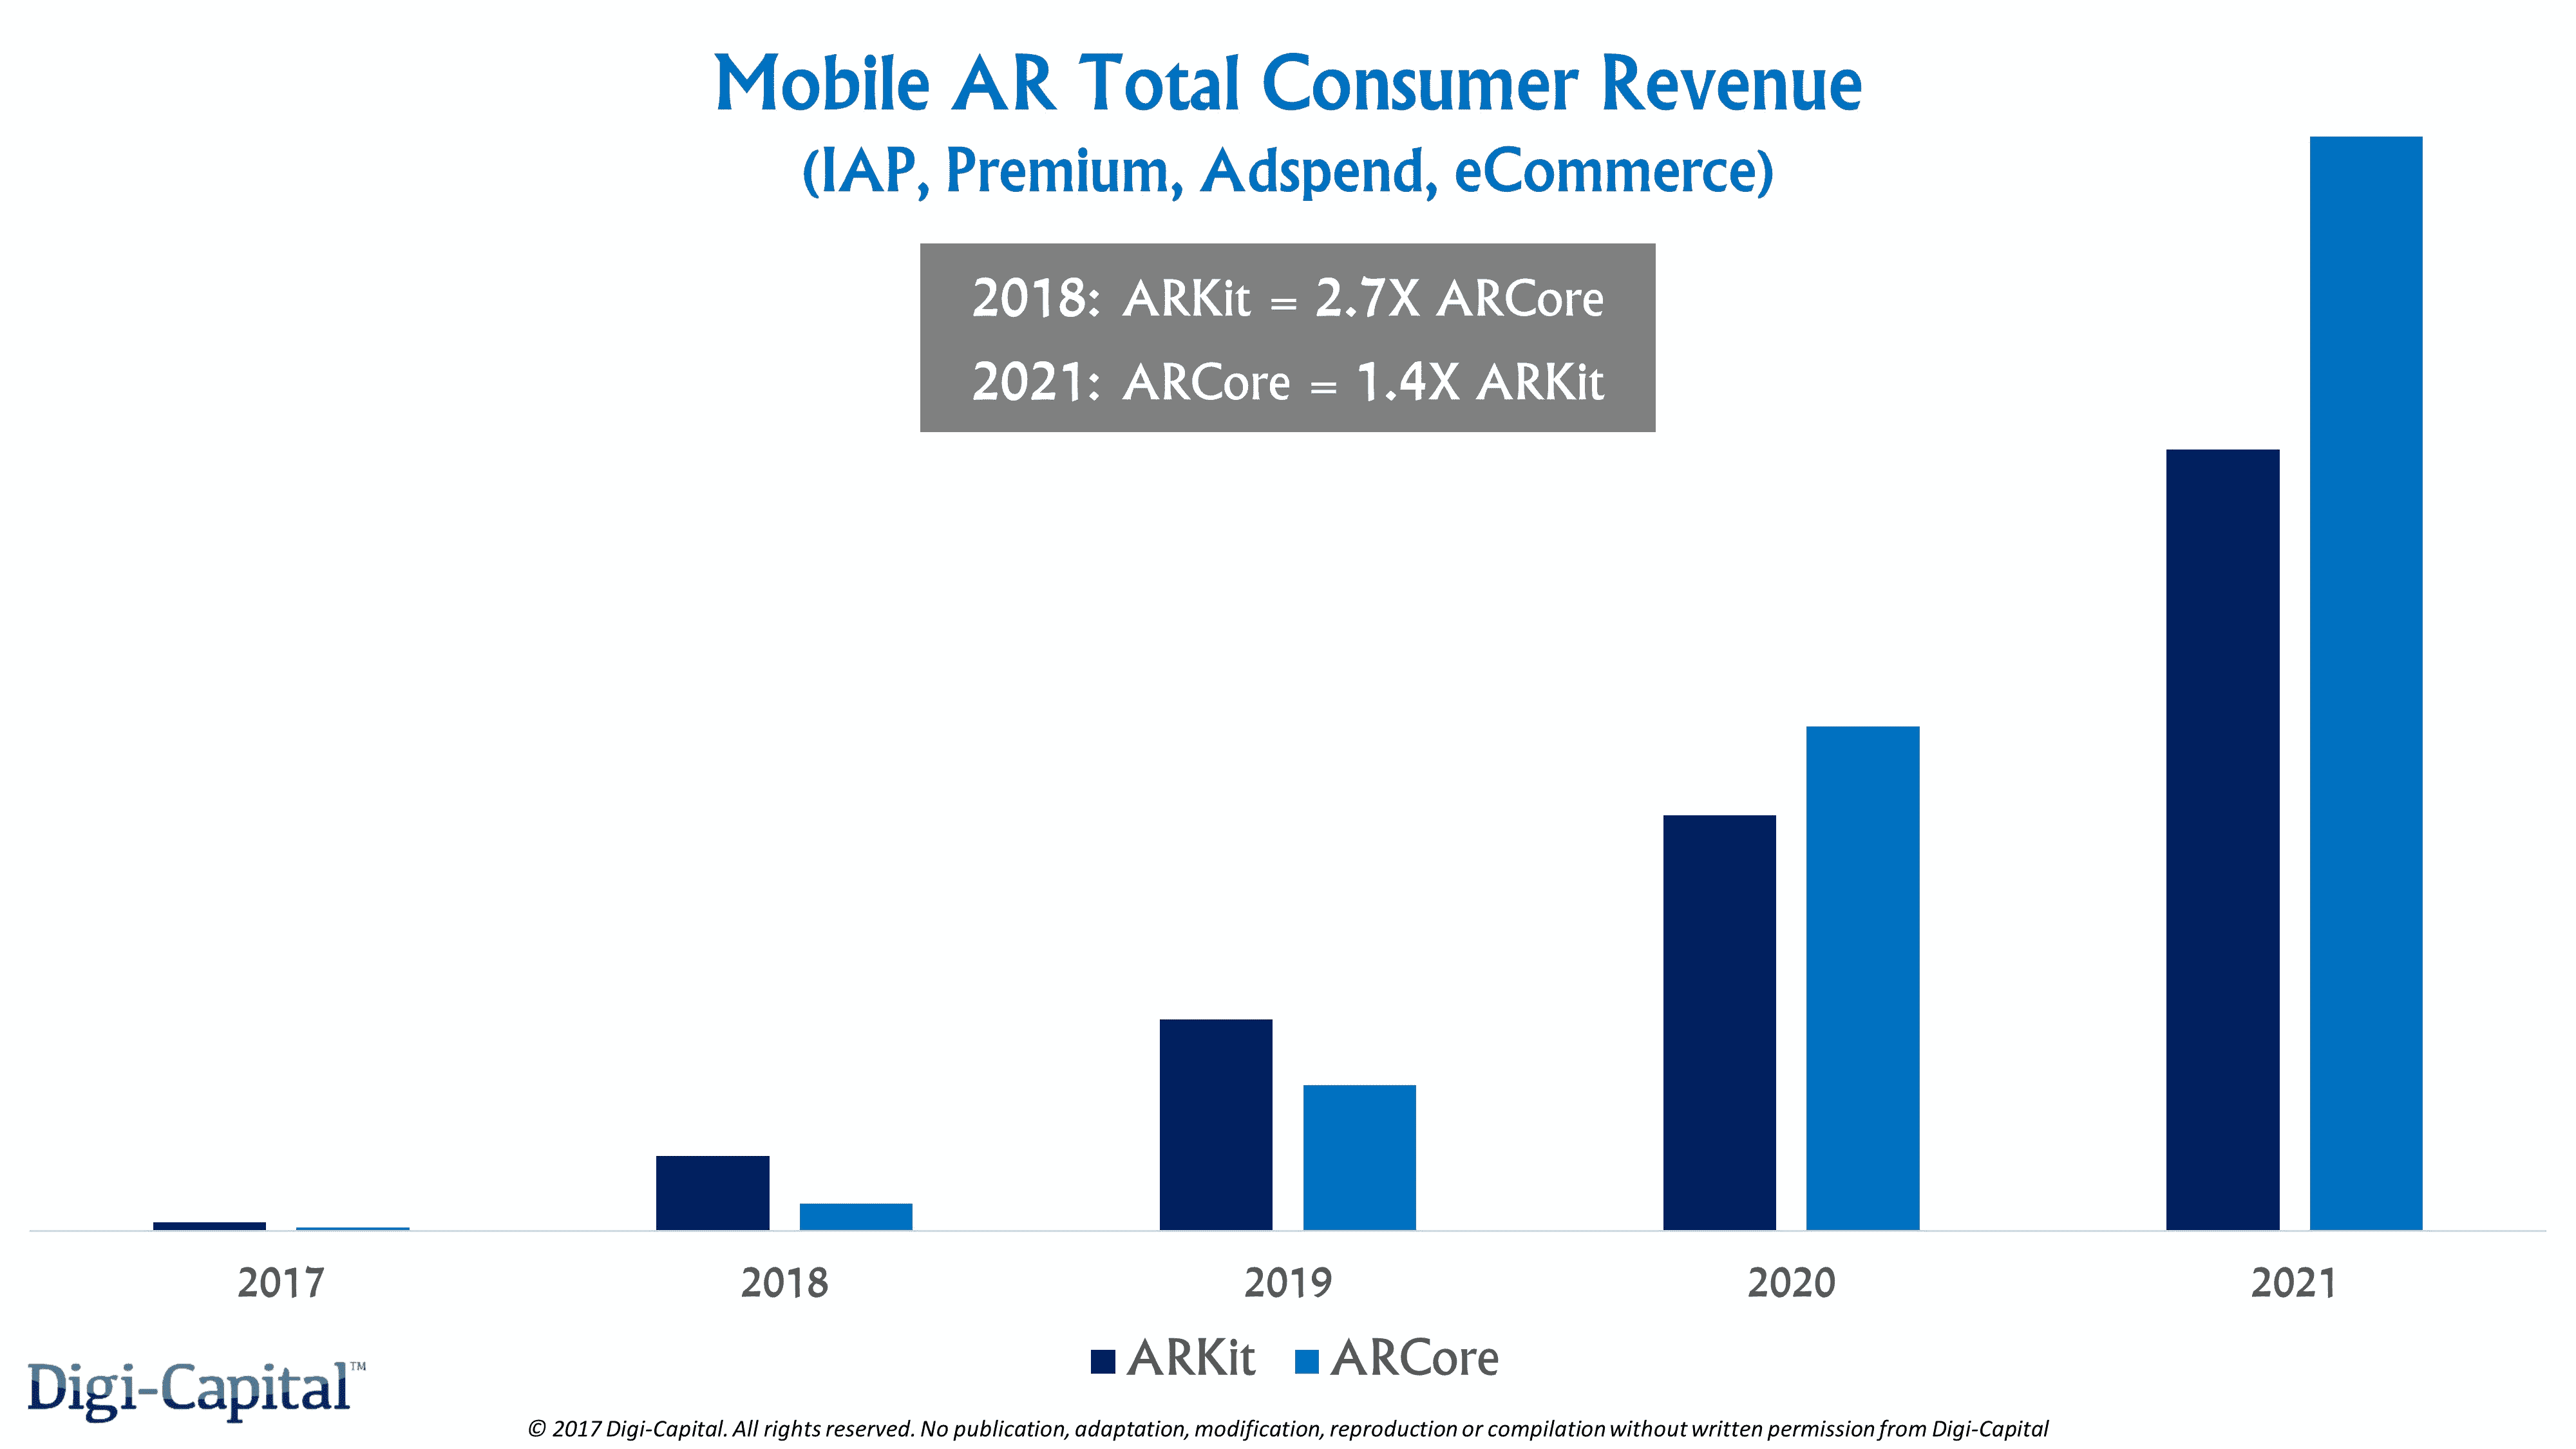 Mobile AR Total Consumer Revenue
(IAP, Premium, Adspend, eCommerce)
2018: ARKit = 2.7X ARCore
2021: ARCore = 1.4X ARKit
2017 2018 2019 2020 2021
ARKit ARCore
Digi-Capital™
© 2017 Digi-Capital. All rights reserved. No publication, adaptation, modification, reproduction or compilation without written permission from Digi-Capital